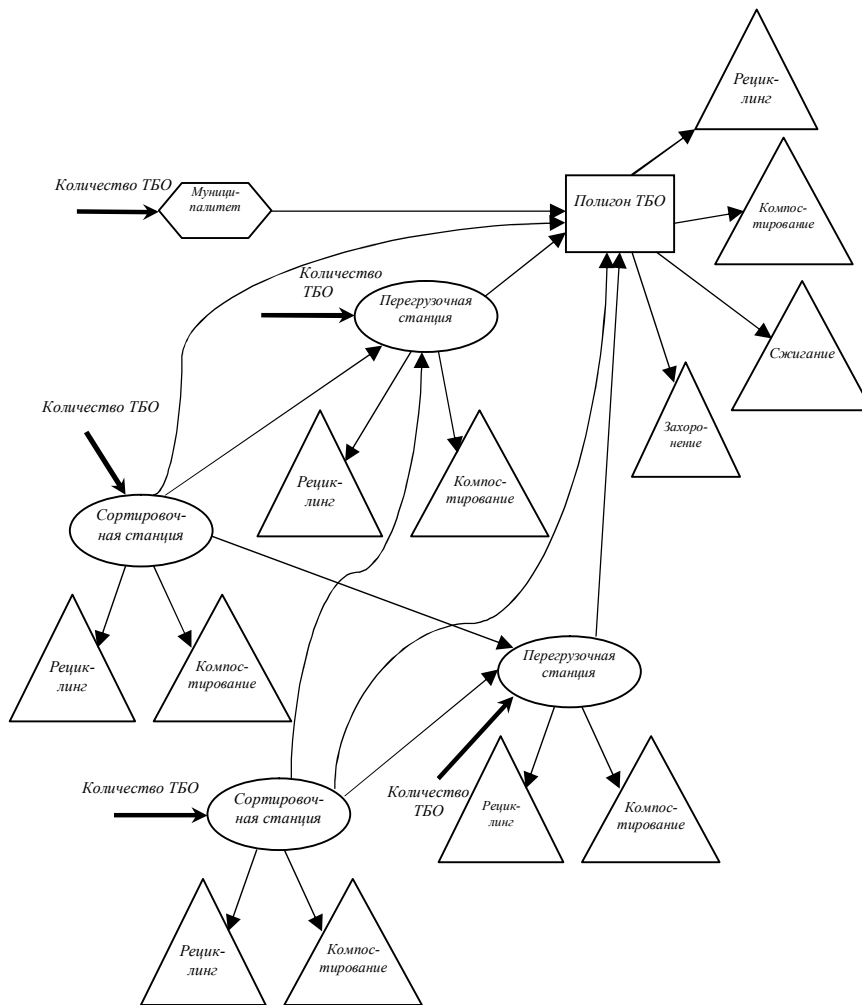 Рецик-
линг
Количество ТБО
Муници-
палитет
Полигон ТБО
Компос-
тирование
Количество
ТБО
Перегрузочная
станция
Сжигание
Количество ТБО
Захоро-
нение
Рецик-
линг
Компос-
тирование
Сортировоч-
ная станция
Рецик-
линг
Компос-
тирование
Перегрузочная
станция
Количество ТБО
Сортировоч-
ная станция
Количество
ТБО
Рецик-
линг
Компос-
тирование
Рецик-
линг
Компос-
тирование